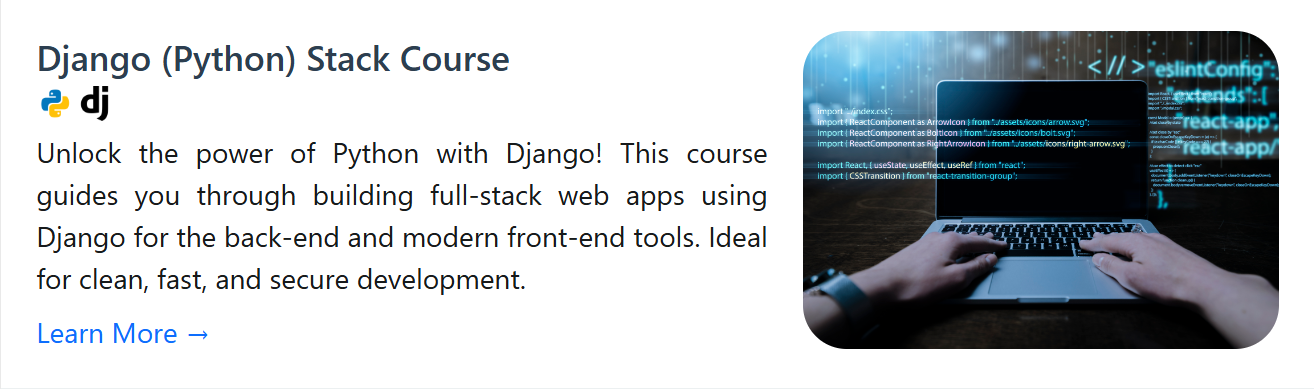 Django (Python) Stack Course
dj
Unlock the power of Python with Django! This course
guides you through building full-stack web apps using
Django for the back-end and modern front-end tools. Ideal
for clean, fast, and secure development.
Learn More →
<//> "eslintConfig":
"extends": [
"react-app",
"react-app/
],
import "../index.css";
import { ReactComponent as ArrowIcon } from "../assets/icons/arrow.svg";
import { ReactComponent as BoltIcon } from "../assets/icons/bolt.svg";
import { ReactComponent as RightArrowIcon } from "../assets/icons/right-arrow.svg";
import React, { useState, useEffect, useRef } from "react";
import { CSSTransition } from "react-transition-group";